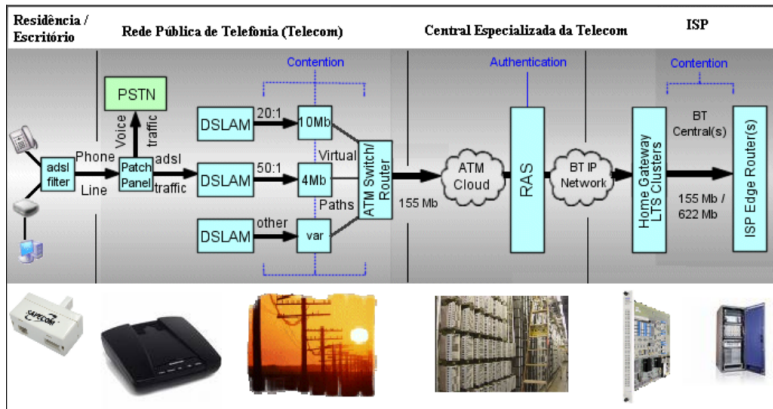 Residência /
Escritório
Rede Pública de Telefonia (Telecom)
Central Especializada da Telecom
ISP
Contention
Authentication
Contention
PSTN
Voice
traffic
DSLAM
20:1
10Mb
Phone
Line
adsl
filter
Patch
Panel
adsl
traffic
DSLAM
50:1
4Mb
Virtual
Paths
DSLAM
other
var
ATM Switch/
Router
155 Mb
ATM
Cloud
RAS
BT IP
Network
Home Gateway
LTS Clusters
BT
Central(s)
155 Mb /
622 Mb
ISP Edge Router(s)
SAFECOM